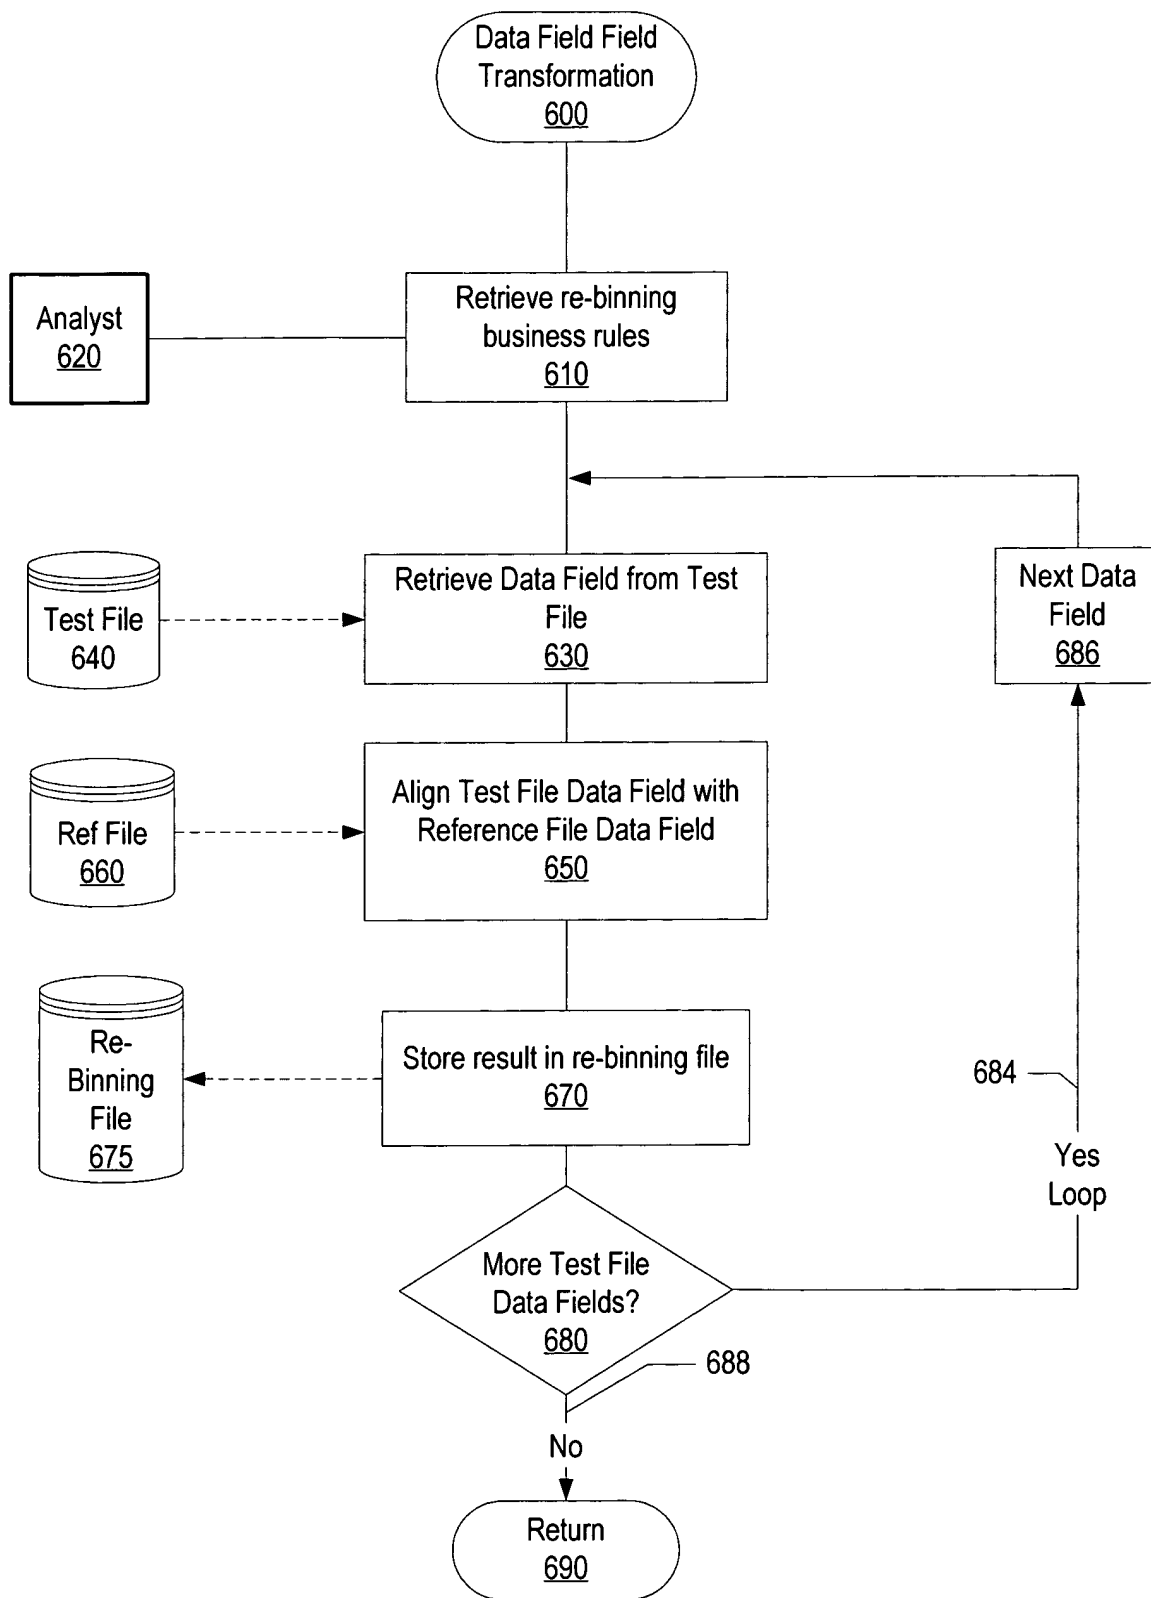 Data Field Field
Transformation
600
Analyst
620
Retrieve re-binning
business rules
610
Test File
640
Retrieve Data Field from Test
File
630
Next Data
Field
686
Ref File
660
Align Test File Data Field with
Reference File Data Field
650
Re-
Binning
File
675
Store result in re-binning file
670
684
Yes
Loop
More Test File
Data Fields?
680
688
No
Return
690